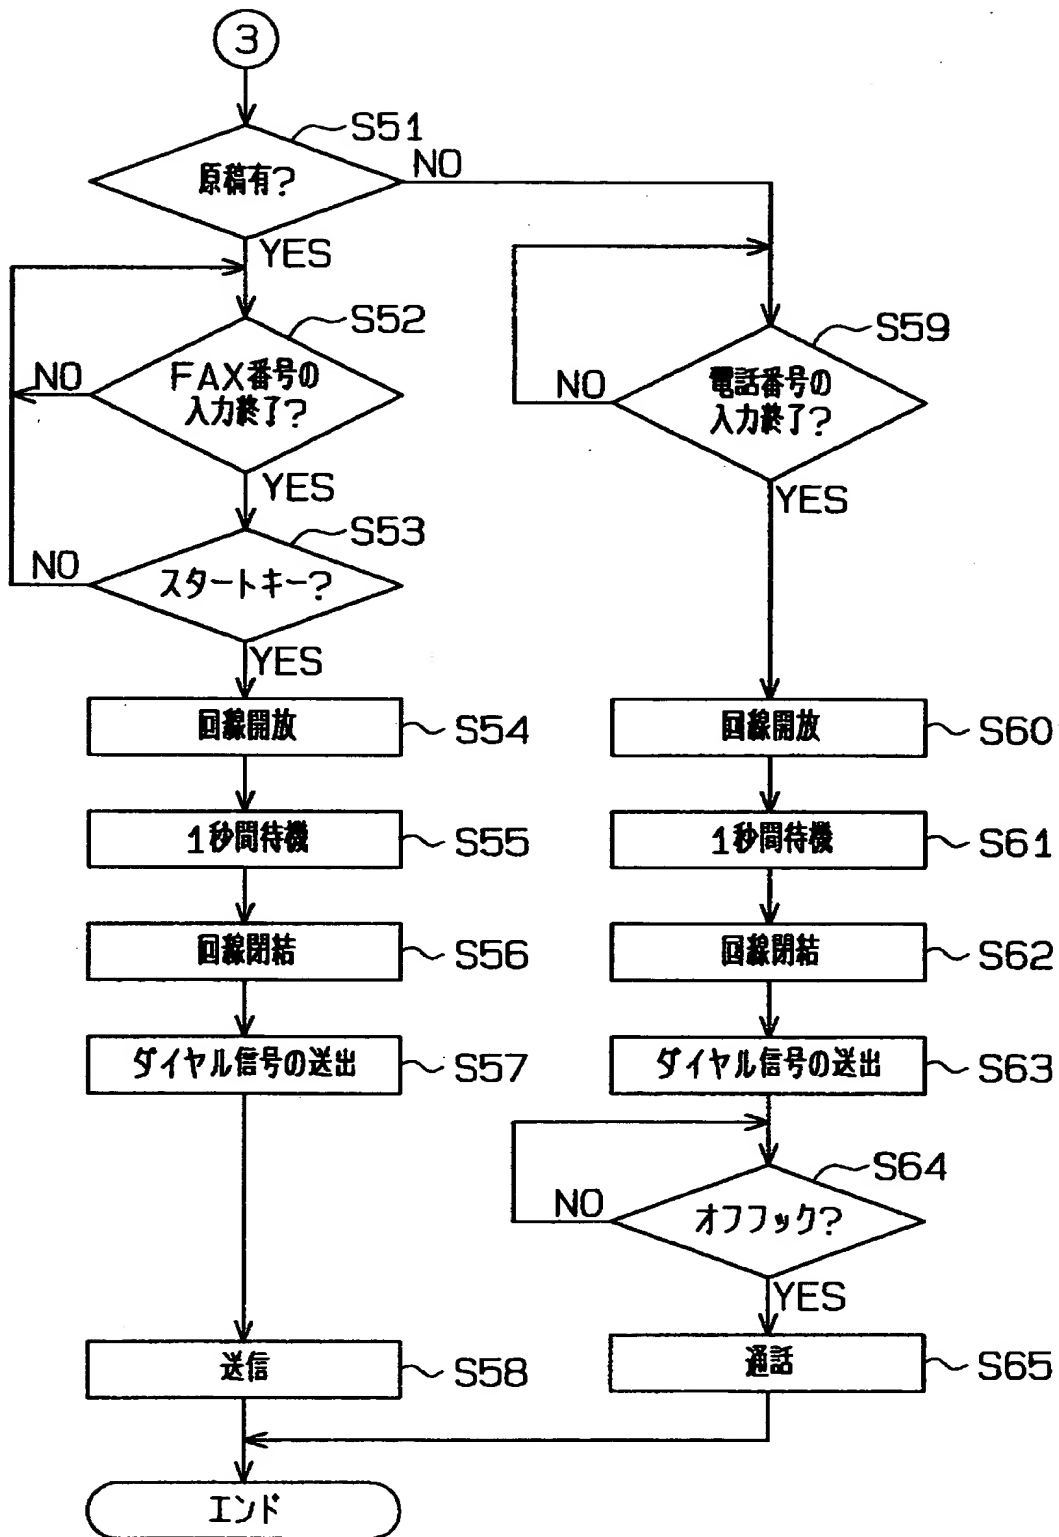 3
S51
原稿有?
NO
YES
S52
FAX番号の
入力終了?
NO
YES
S53
スタートキー?
NO
YES
回線開放
S54
1秒間待機
S55
回線閉結
S56
ダイヤル信号の送出
S57
送信
S58
S59
電話番号の
入力終了?
NO
YES
回線開放
S60
1秒間待機
S61
回線閉結
S62
ダイヤル信号の送出
S63
S64
オフフック?
NO
YES
通話
S65
エンド